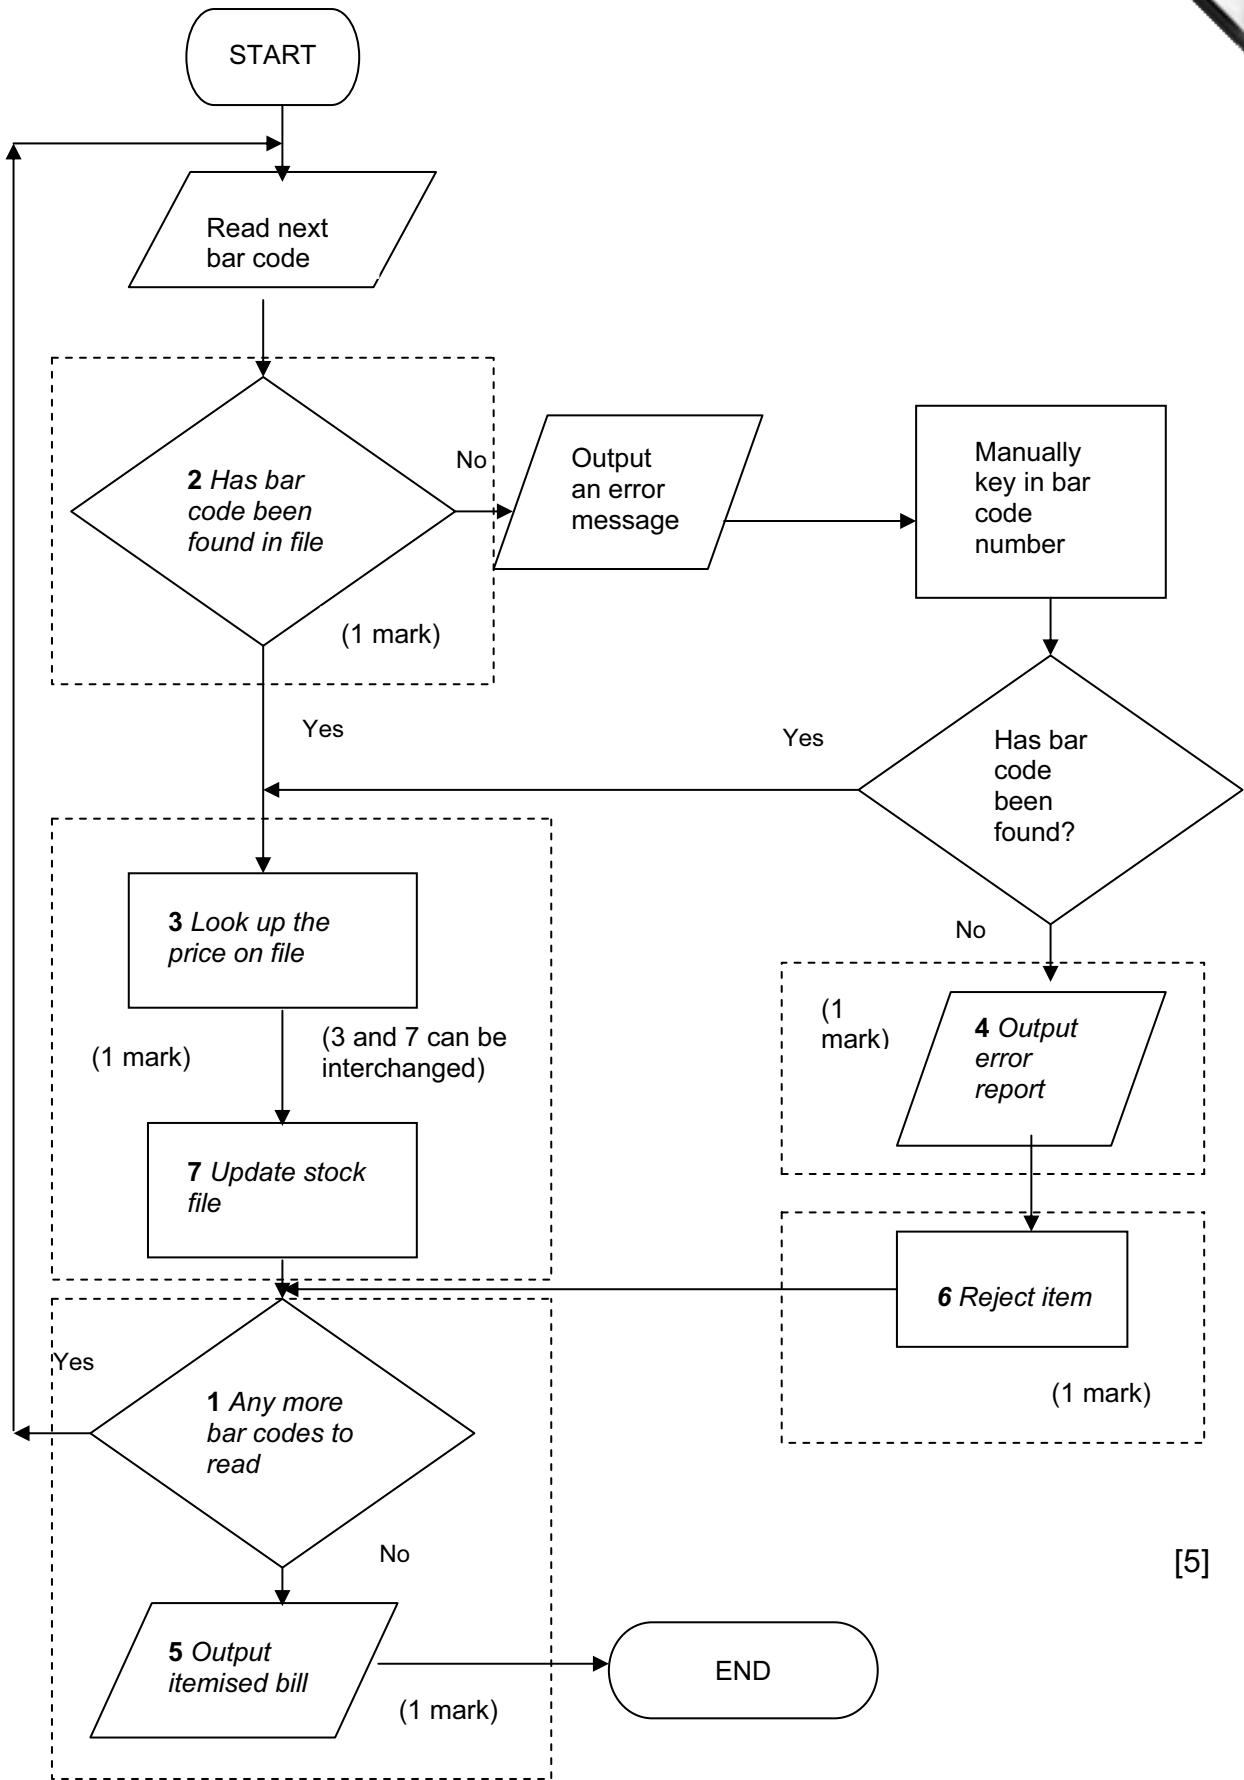 START
Read next
bar code
2 Has bar
code been
found in file
No
(1 mark)
Output
an error
message
Manually
key in bar
code
number
Yes
Yes
Has bar
code
been
found?
No
3 Look up the
price on file
(1 mark)
(3 and 7 can be
interchanged)
7 Update stock
file
(1
mark)
4 Output
error
report
6 Reject item
(1 mark)
Yes
1 Any more
bar codes to
read
No
5 Output
itemised bill
(1 mark)
END
[5]